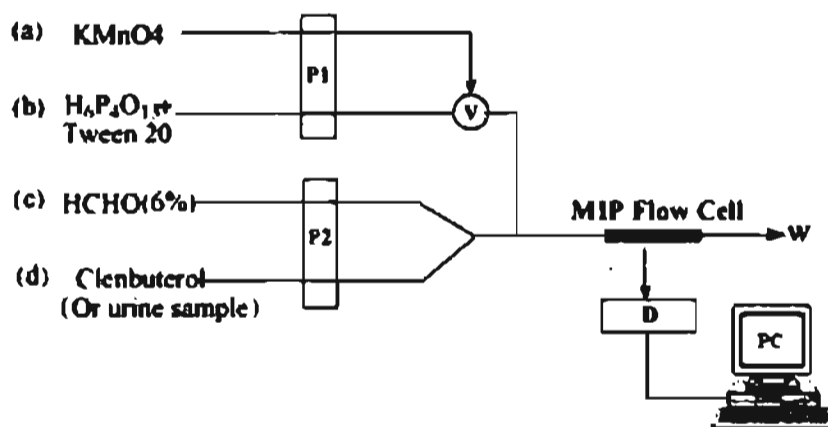 (a) KMnO4
P1
(b) H6P4O13+
Tween 20
V
(c) HCHO(6%)
P2
MIP Flow Cell
W
(d) Clenbuterol
(Or urine sample)
D
PC